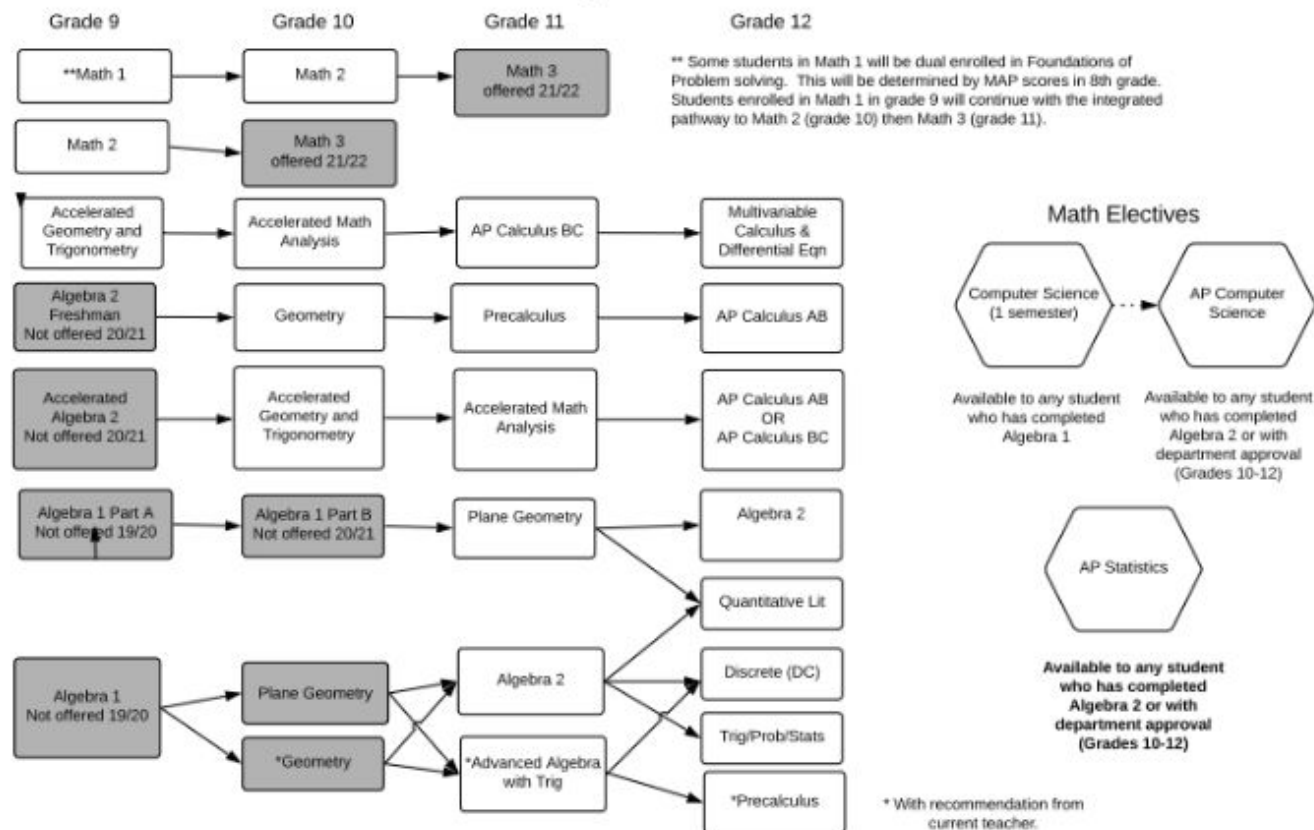 Grade 9
Grade 10
Grade 11
Grade 12
**Math 1
Math 2
Math 3
offered 21/22
** Some students in Math 1 will be dual enrolled in Foundations of
Problem solving. This will be determined by MAP scores in 8th grade.
Students enrolled in Math 1 in grade 9 will continue with the integrated
pathway to Math 2 (grade 10) then Math 3 (grade 11).
Math 2
Math 3
offered 21/22
Accelerated
Geometry and
Trigonometry
Accelerated Math
Analysis
AP Calculus BC
Multivariable
Calculus &
Differential Eqn
Algebra 2
Freshman
Not offered 20/21
Geometry
Precalculus
AP Calculus AB
Accelerated
Algebra 2
Not offered 20/21
Accelerated
Geometry and
Trigonometry
Accelerated Math
Analysis
AP Calculus AB
OR
AP Calculus BC
Algebra 1 Part A
Not offered 19/20
Algebra 1 Part B
Not offered 20/21
Plane Geometry
Algebra 2
Quantitative Lit
Algebra 1
Not offered 19/20
Plane Geometry
*Geometry
Algebra 2
*Advanced Algebra
with Trig
Discrete (DC)
Trig/Prob/Stats
*Precalculus
* With recommendation from
current teacher.
Math Electives
Computer Science
(1 semester)
AP Computer
Science
Available to any student
who has completed
Algebra 1
Available to any student
who has completed
Algebra 2 or with
department approval
(Grades 10-12)
AP Statistics
Available to any student
who has completed
Algebra 2 or with
department approval
(Grades 10-12)